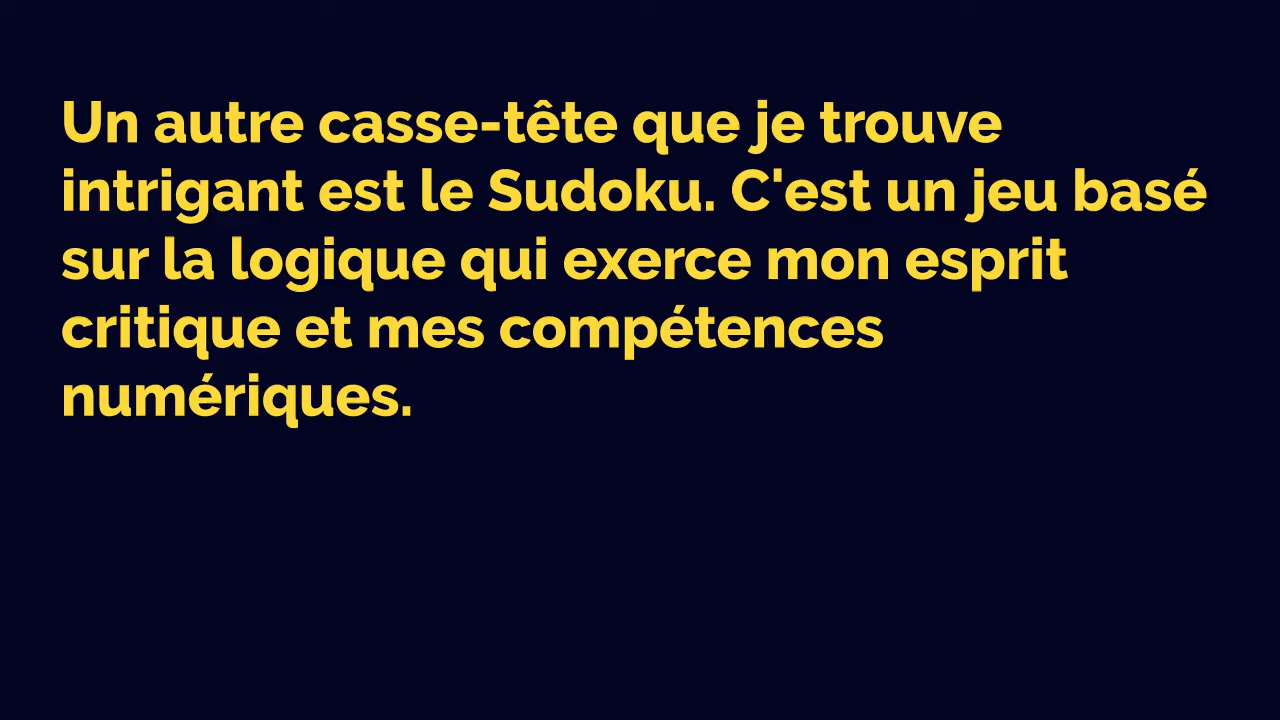 Un autre casse-tête que je trouve
intrigant est le Sudoku. C'est un jeu basé
sur la logique qui exerce mon esprit
critique et mes compétences
numériques.